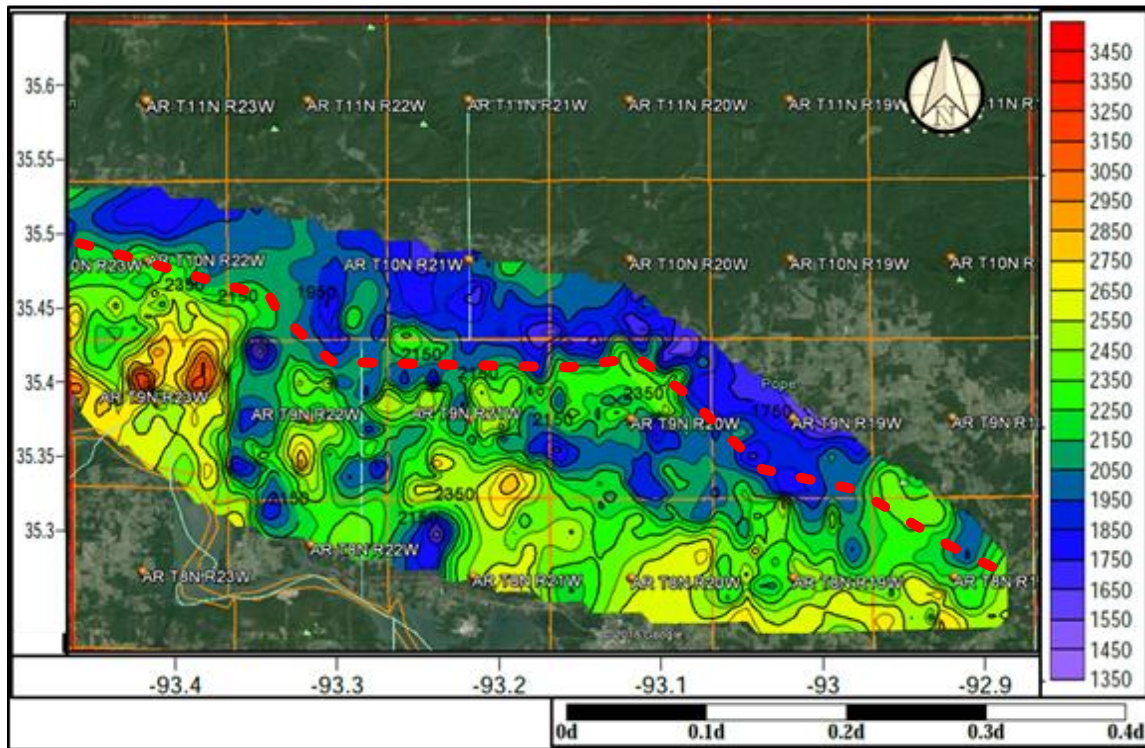 35.6
35.55
35.5
35.45
35.4
35.35
35.3
AR T11N R23W
AR T11N R22W
AR T11N R21W
AR T11N R20W
AR T11N R19W
11N R1
N
0N R23W
AR T10N R22W
AR T10N R21W
AR T10N R20W
AR T10N R19W
AR T10N R
2350
2150
1950
2150
Pope
2350
1750
2150
AR T9N R23W
AR T9N R22W
AR T9N R21W
AR T9N R20W
AR T9N R19W
AR T9N R1
2350
AR T8N R23W
AR T8N R22W
AR T8N R21W
AR T8N R20W
AR T8N R19W
AR T8N R1
-93.4
-93.3
-93.2
-93.1
-93
-92.9
3450
3350
3250
3150
3050
2950
2850
2750
2650
2550
2450
2350
2250
2150
2050
1950
1850
1750
1650
1550
1450
1350
0d
0.1d
0.2d
0.3d
0.4d